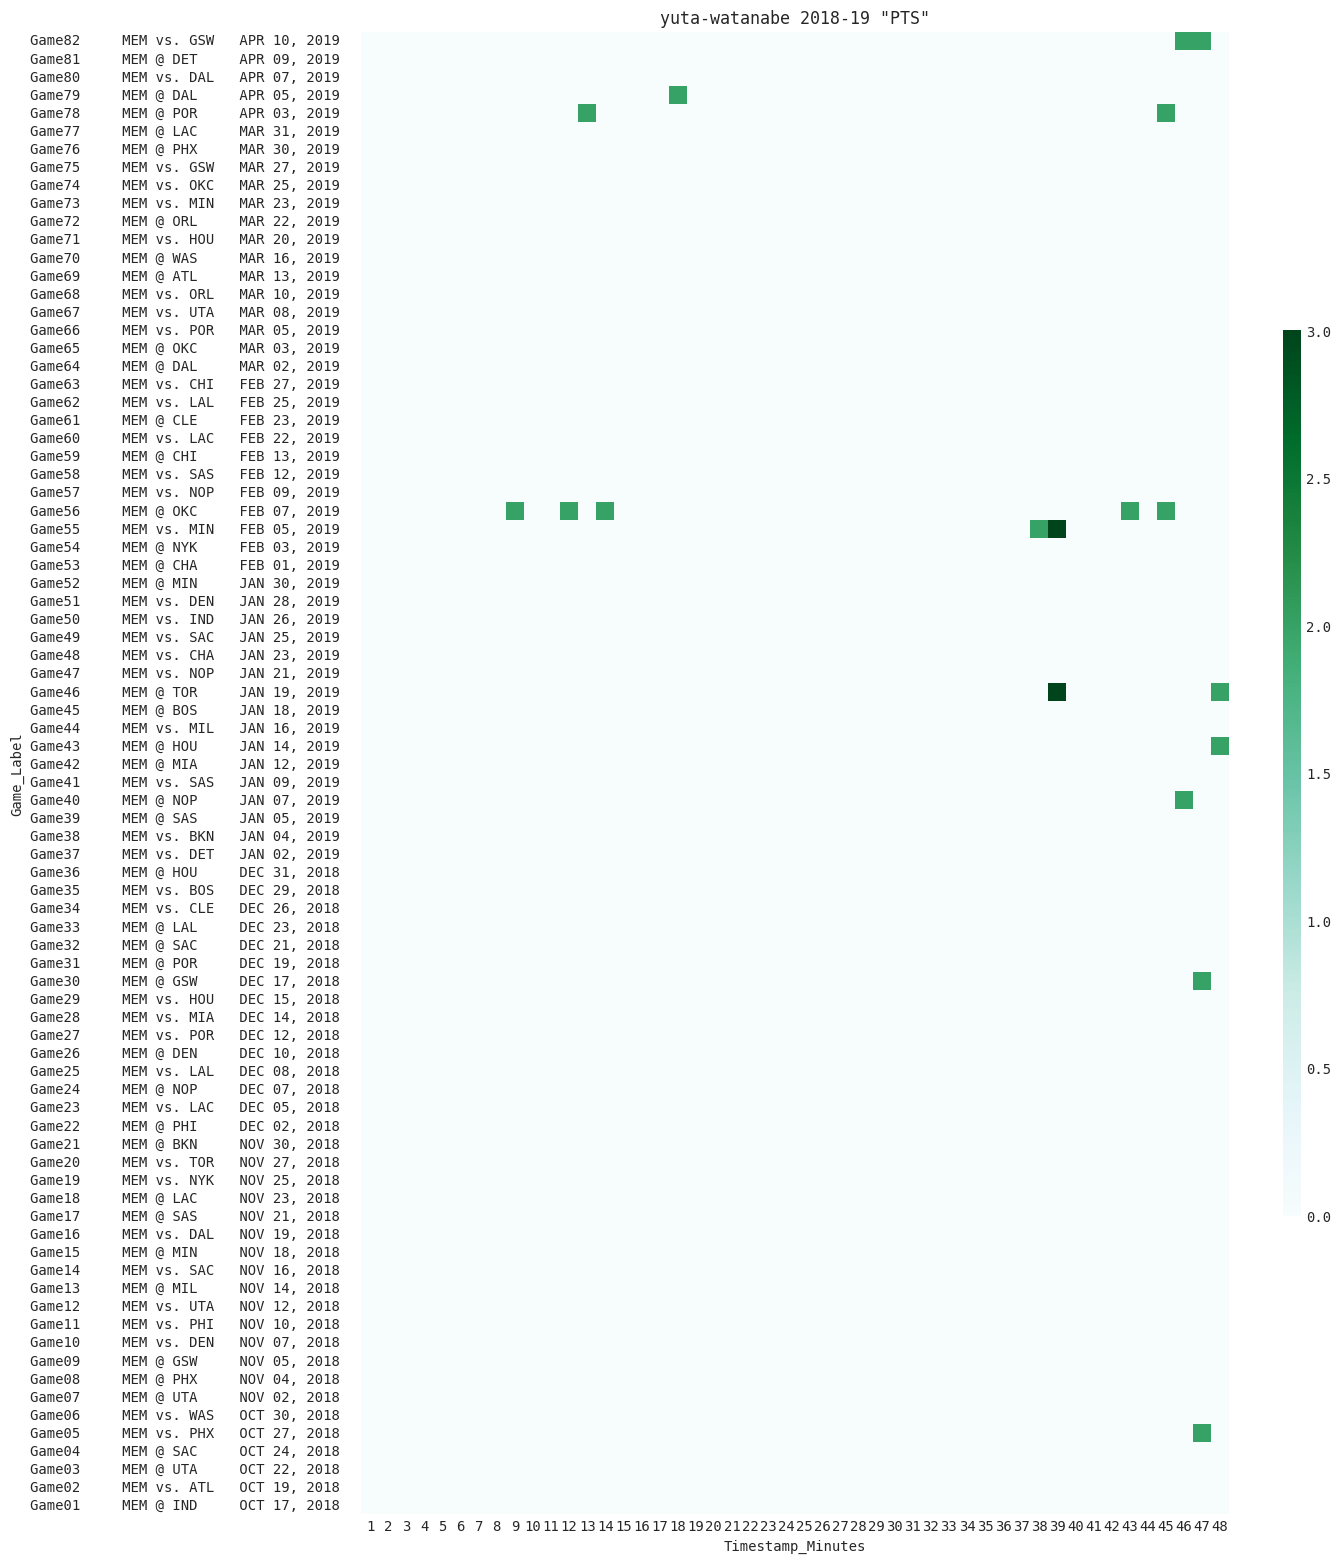 yuta-watanabe 2018-19 "PTS"
Game82 MEM vs. GSW APR 10, 2019
Game81 MEM @ DET APR 09, 2019
Game80 MEM vs. DAL APR 07, 2019
Game79 MEM @ DAL APR 05, 2019
Game78 MEM @ POR APR 03, 2019
Game77 MEM @ LAC MAR 31, 2019
Game76 MEM @ PHX MAR 30, 2019
Game75 MEM vs. GSW MAR 27, 2019
Game74 MEM vs. OKC MAR 25, 2019
Game73 MEM vs. MIN MAR 23, 2019
Game72 MEM @ ORL MAR 22, 2019
Game71 MEM vs. HOU MAR 20, 2019
Game70 MEM @ WAS MAR 16, 2019
Game69 MEM @ ATL MAR 13, 2019
Game68 MEM vs. ORL MAR 10, 2019
Game67 MEM vs. UTA MAR 08, 2019
Game66 MEM vs. POR MAR 05, 2019
Game65 MEM @ OKC MAR 03, 2019
Game64 MEM @ DAL MAR 02, 2019
Game63 MEM vs. CHI FEB 27, 2019
Game62 MEM vs. LAL FEB 25, 2019
Game61 MEM @ CLE FEB 23, 2019
Game60 MEM vs. LAC FEB 22, 2019
Game59 MEM @ CHI FEB 13, 2019
Game58 MEM vs. SAS FEB 12, 2019
Game57 MEM vs. NOP FEB 09, 2019
Game56 MEM @ OKC FEB 07, 2019
Game55 MEM vs. MIN FEB 05, 2019
Game54 MEM @ NYK FEB 03, 2019
Game53 MEM @ CHA FEB 01, 2019
Game52 MEM @ MIN JAN 30, 2019
Game51 MEM vs. DEN JAN 28, 2019
Game50 MEM vs. IND JAN 26, 2019
Game49 MEM vs. SAC JAN 25, 2019
Game48 MEM vs. CHA JAN 23, 2019
Game47 MEM vs. NOP JAN 21, 2019
Game46 MEM @ TOR JAN 19, 2019
Game45 MEM @ BOS JAN 18, 2019
Game44 MEM vs. MIL JAN 16, 2019
Game43 MEM @ HOU JAN 14, 2019
Game42 MEM @ MIA JAN 12, 2019
Game41 MEM vs. SAS JAN 09, 2019
Game40 MEM @ NOP JAN 07, 2019
Game39 MEM @ SAS JAN 05, 2019
Game38 MEM vs. BKN JAN 04, 2019
Game37 MEM vs. DET JAN 02, 2019
Game36 MEM @ HOU DEC 31, 2018
Game35 MEM vs. BOS DEC 29, 2018
Game34 MEM vs. CLE DEC 26, 2018
Game33 MEM @ LAL DEC 23, 2018
Game32 MEM @ SAC DEC 21, 2018
Game31 MEM @ POR DEC 19, 2018
Game30 MEM @ GSW DEC 17, 2018
Game29 MEM vs. HOU DEC 15, 2018
Game28 MEM vs. MIA DEC 14, 2018
Game27 MEM vs. POR DEC 12, 2018
Game26 MEM @ DEN DEC 10, 2018
Game25 MEM vs. LAL DEC 08, 2018
Game24 MEM @ NOP DEC 07, 2018
Game23 MEM vs. LAC DEC 05, 2018
Game22 MEM @ PHI DEC 02, 2018
Game21 MEM @ BKN NOV 30, 2018
Game20 MEM vs. TOR NOV 27, 2018
Game19 MEM vs. NYK NOV 25, 2018
Game18 MEM @ LAC NOV 23, 2018
Game17 MEM @ SAS NOV 21, 2018
Game16 MEM vs. DAL NOV 19, 2018
Game15 MEM @ MIN NOV 18, 2018
Game14 MEM vs. SAC NOV 16, 2018
Game13 MEM @ MIL NOV 14, 2018
Game12 MEM vs. UTA NOV 12, 2018
Game11 MEM vs. PHI NOV 10, 2018
Game10 MEM vs. DEN NOV 07, 2018
Game09 MEM @ GSW NOV 05, 2018
Game08 MEM @ PHX NOV 04, 2018
Game07 MEM @ UTA NOV 02, 2018
Game06 MEM vs. WAS OCT 30, 2018
Game05 MEM vs. PHX OCT 27, 2018
Game04 MEM @ SAC OCT 24, 2018
Game03 MEM @ UTA OCT 22, 2018
Game02 MEM vs. ATL OCT 19, 2018
Game01 MEM @ IND OCT 17, 2018
Game_Label
1 2 3 4 5 6 7 8 9 10 11 12 13 14 15 16 17 18 19 20 21 22 23 24 25 26 27 28 29 30 31 32 33 34 35 36 37 38 39 40 41 42 43 44 45 46 47 48
Timestamp_Minutes
3.0
2.5
2.0
1.5
1.0
0.5
0.0